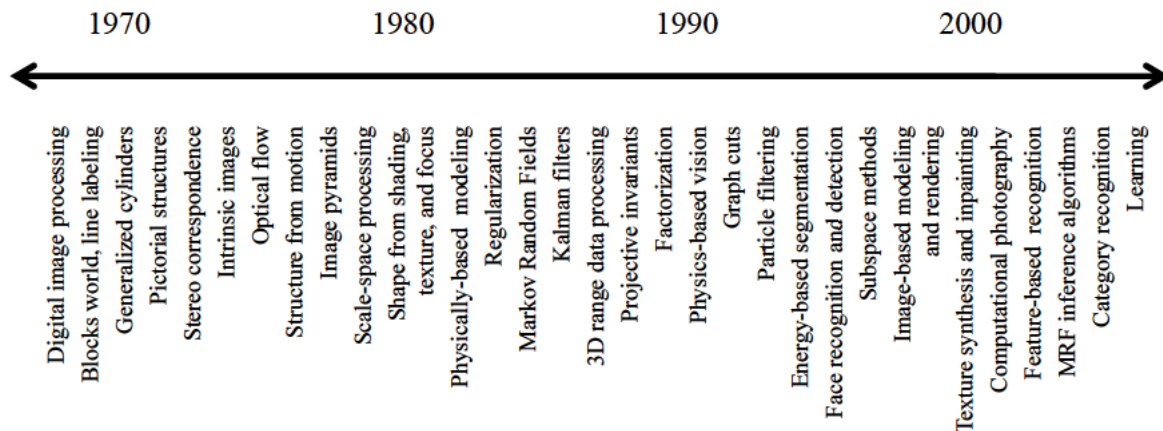 1970
1980
1990
2000
Digital image processing
Blocks world, line labeling
Generalized cylinders
Pictorial structures
Stereo correspondence
Intrinsic images
Optical flow
Structure from motion
Image pyramids
Scale-space processing
Shape from shading,
texture, and focus
Physically-based modeling
Regularization
Markov Random Fields
Kalman filters
3D range data processing
Projective invariants
Factorization
Physics-based vision
Graph cuts
Particle filtering
Energy-based segmentation
Face recognition and detection
Subspace methods
Image-based modeling
and rendering
Texture synthesis and inpainting
Computational photography
Feature-based recognition
MRF inference algorithms
Category recognition
Learning